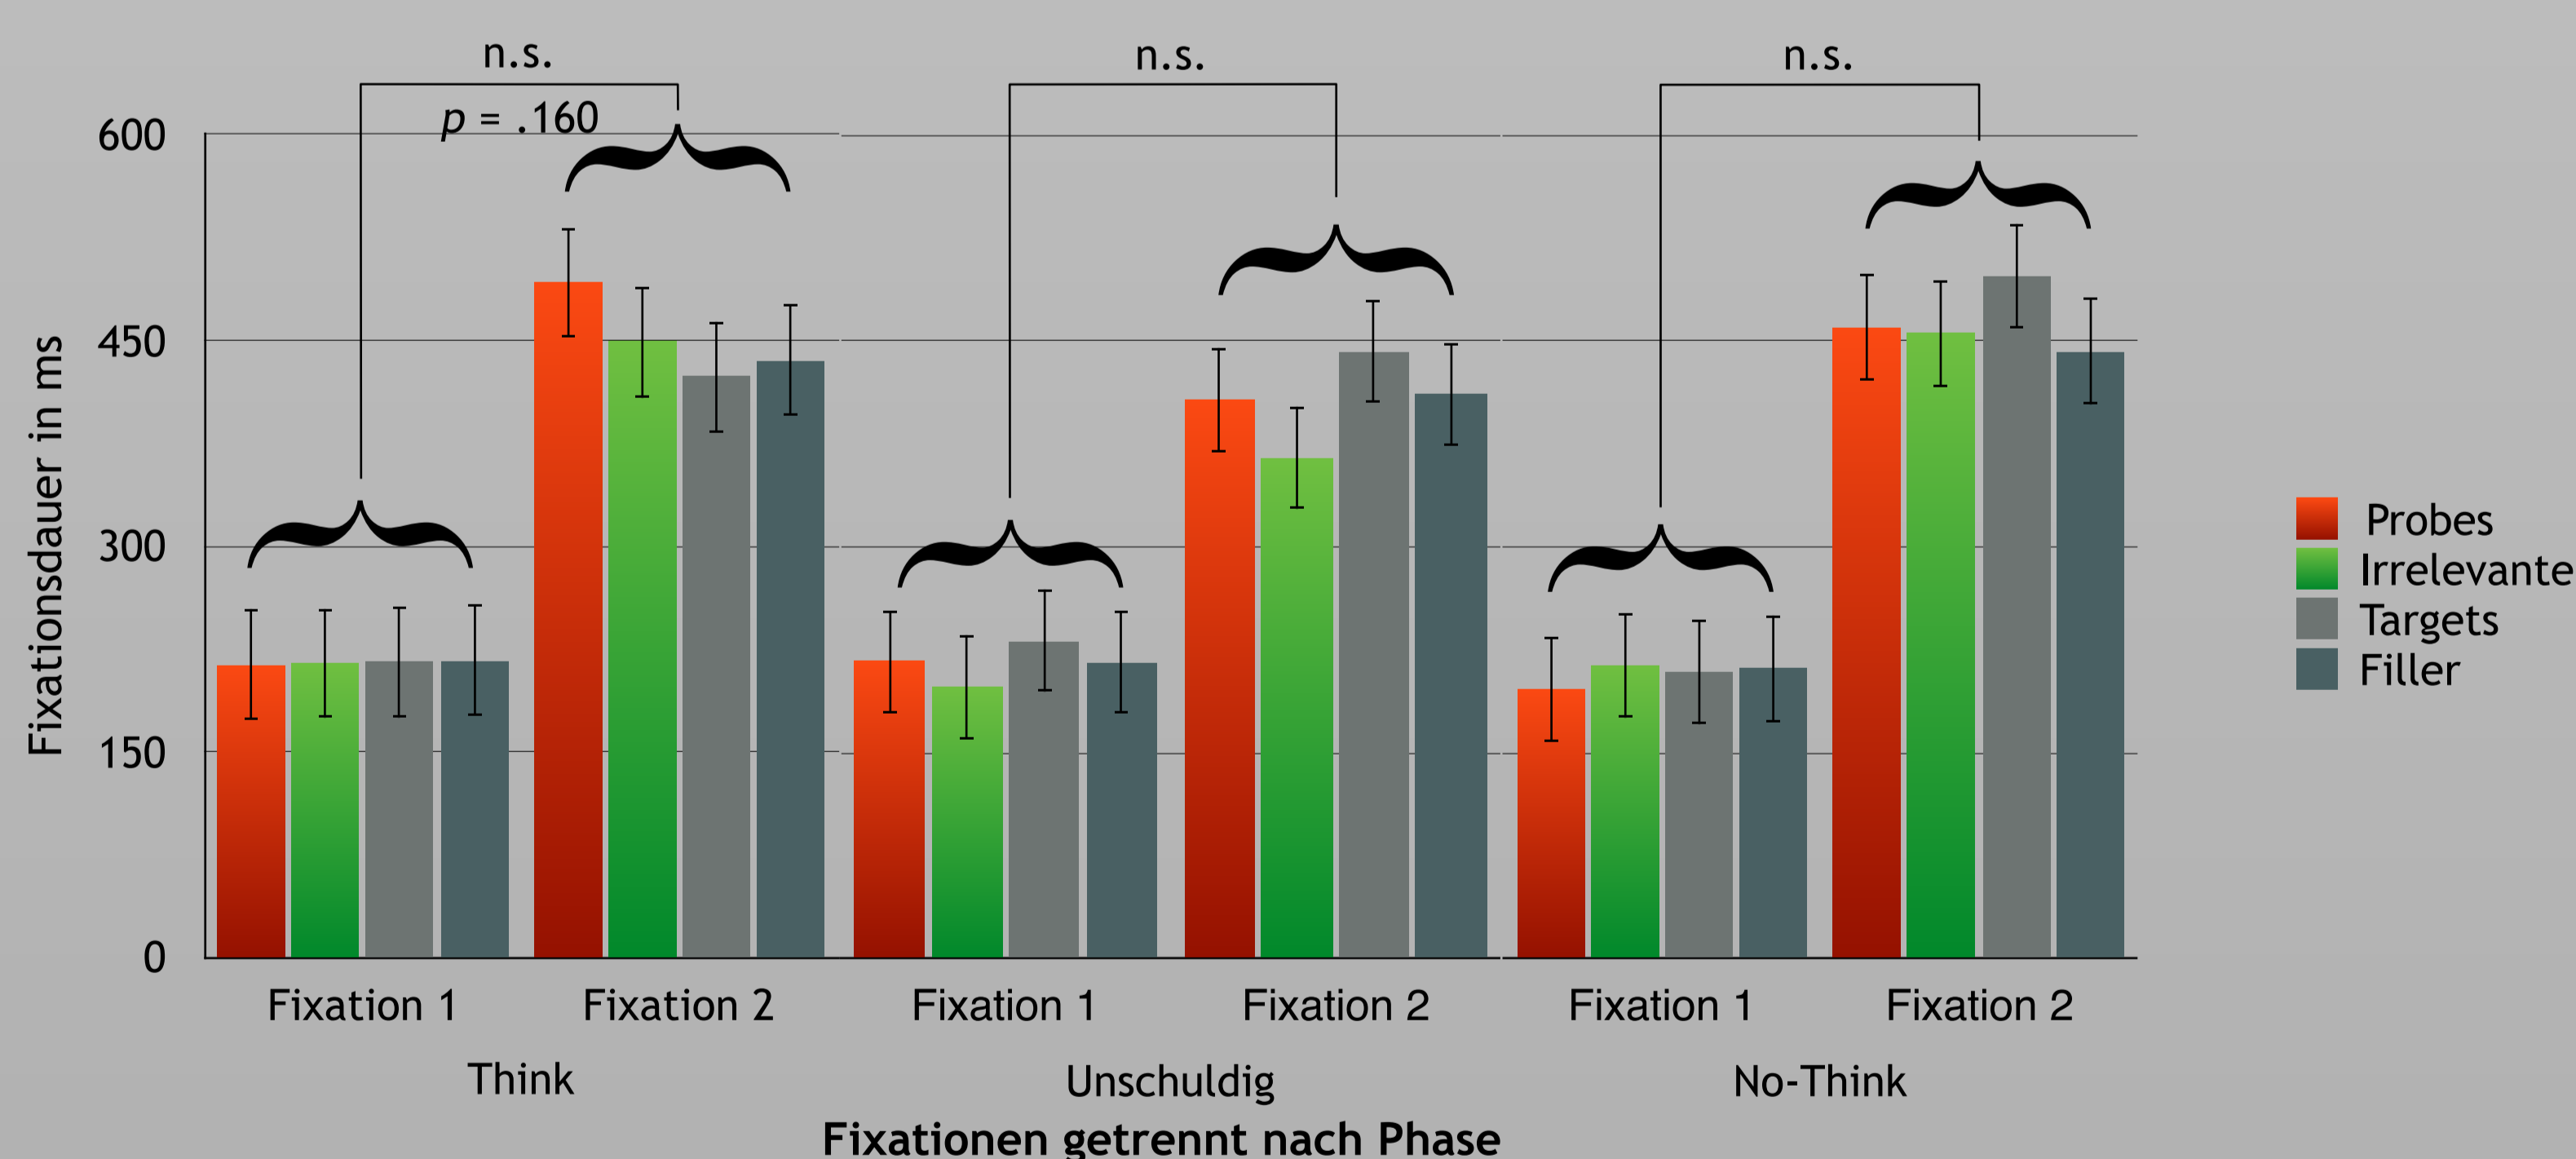 n.s.
n.s.
n.s.
p = .160
600
450
300
150
0
Fixationsdauer in ms
Probes
Irrelevante
Targets
Filler
Fixation 1
Fixation 2
Fixation 1
Fixation 2
Fixation 1
Fixation 2
Think
Unschuldig
No-Think
Fixationen getrennt nach Phase